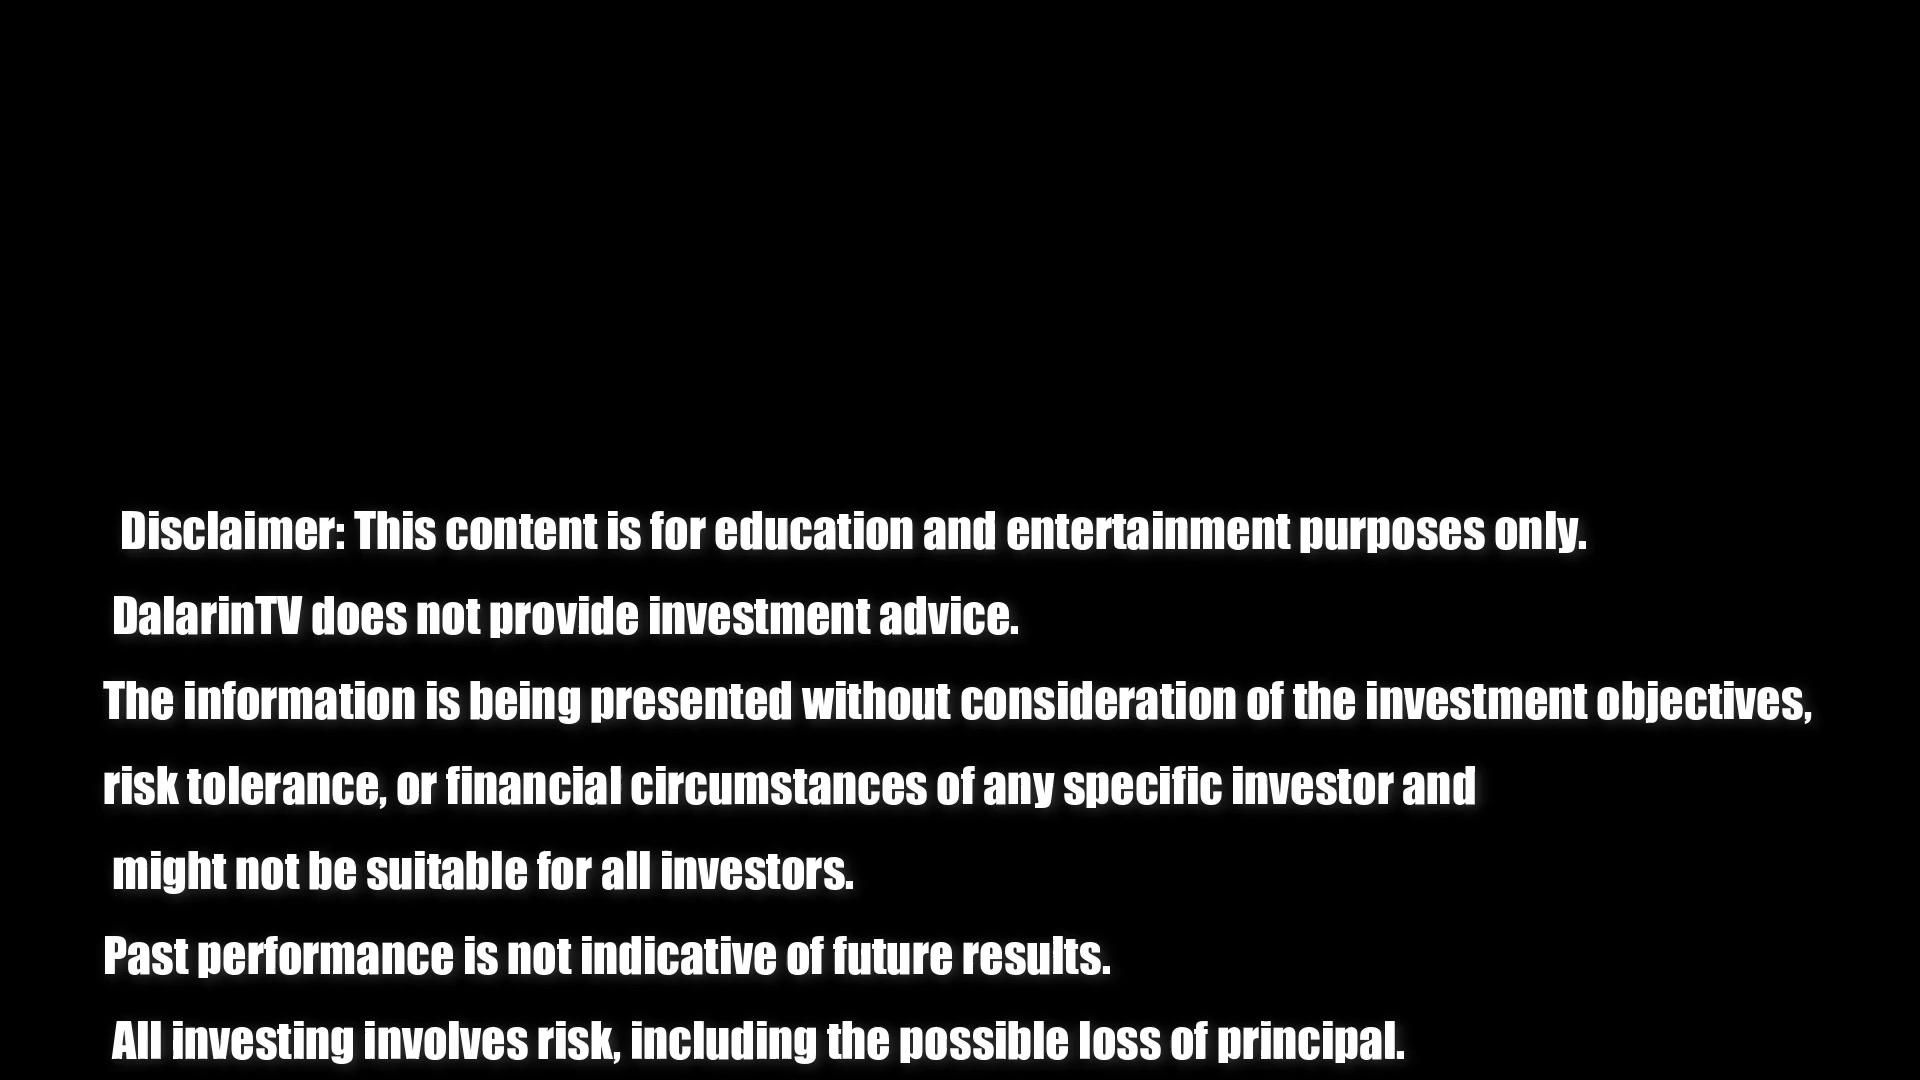 Disclaimer: This content is for education and entertainment purposes only.
DalarinTV does not provide investment advice.
The information is being presented without consideration of the investment objectives,
risk tolerance, or financial circumstances of any specific investor and
might not be suitable for all investors.
Past performance is not indicative of future results.
All investing involves risk, including the possible loss of principal.